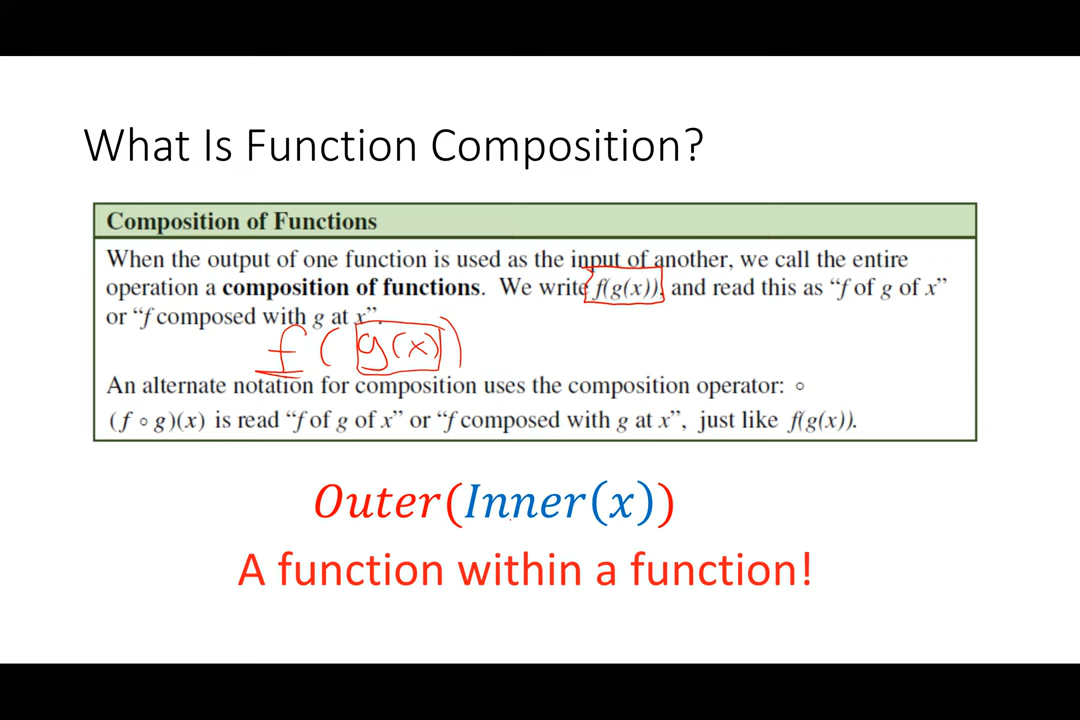 What Is Function Composition?
Composition of Functions
When the output of one function is used as the input of another, we call the entire
operation a composition of functions. We write f(g(x)), and read this as “f of g of x”
or “f composed with g at x”
f(g(x))
An alternate notation for composition uses the composition operator: ∘
(f ∘ g)(x) is read “f of g of x” or “f composed with g at x”, just like f(g(x)).
Outer(Inner(x))
A function within a function!